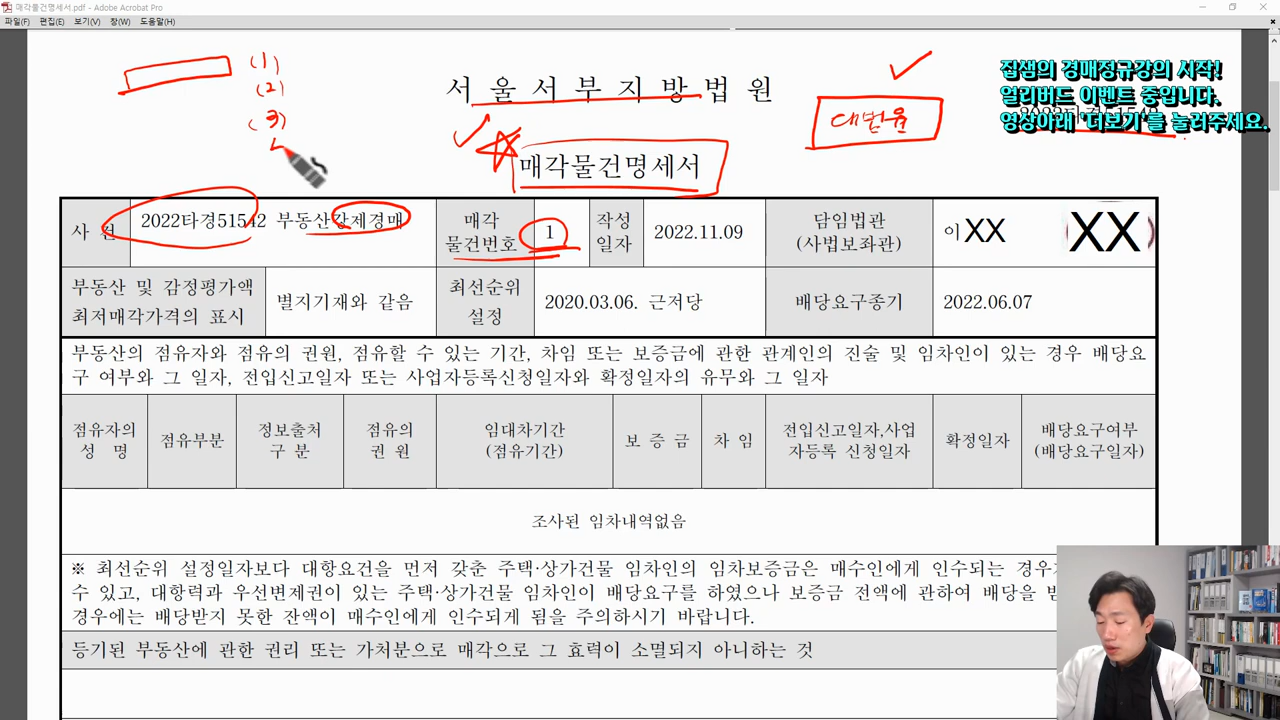 매각물건명세서.pdf - Adobe Acrobat Pro
파일(F) 편집(E) 보기(V) 창(W) 도움말(H)
집샘의 경매정규강의 시작!
얼리버드 이벤트 중입니다.
영상아래 '더보기'를 눌러주세요.
(1)
(2)
(3)
서울서부지방법원
대법원
매각물건명세서
사 건 2022타경51542 부동산강제경매 매각 물건번호 1 작성 일자 2022.11.09 담임법관 (사법보좌관) 이XX XX
부동산 및 감정평가액 최저매각가격의 표시 별지기재와 같음 최선순위 설정 2020.03.06. 근저당 배당요구종기 2022.06.07
부동산의 점유자와 점유의 권원, 점유할 수 있는 기간, 차임 또는 보증금에 관한 관계인의 진술 및 임차인이 있는 경우 배당요
구 여부와 그 일자, 전입신고일자 또는 사업자등록신청일자와 확정일자의 유무와 그 일자
점유자의 성 명 점유부분 정보출처 구 분 점유의 권 원 임대차기간 (점유기간) 보 증 금 차 임 전입신고일자,사업자등록 신청일자 확정일자 배당요구여부 (배당요구일자)
조사된 임차내역없음
※ 최선순위 설정일자보다 대항요건을 먼저 갖춘 주택·상가건물 임차인의 임차보증금은 매수인에게 인수되는 경우
수 있고, 대항력과 우선변제권이 있는 주택·상가건물 임차인이 배당요구를 하였으나 보증금 전액에 관하여 배당을
경우에는 배당받지 못한 잔액이 매수인에게 인수되게 됨을 주의하시기 바랍니다.
등기된 부동산에 관한 권리 또는 가처분으로 매각으로 그 효력이 소멸되지 아니하는 것